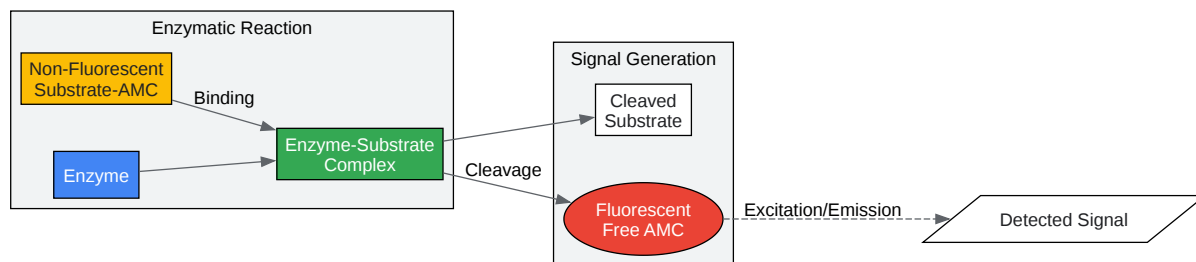 Enzymatic Reaction
Non-Fluorescent
Substrate-AMC
Binding
Enzyme
Enzyme-Substrate
Complex
Cleavage
Signal Generation
Cleaved
Substrate
Fluorescent
Free AMC
Excitation/Emission
Detected Signal